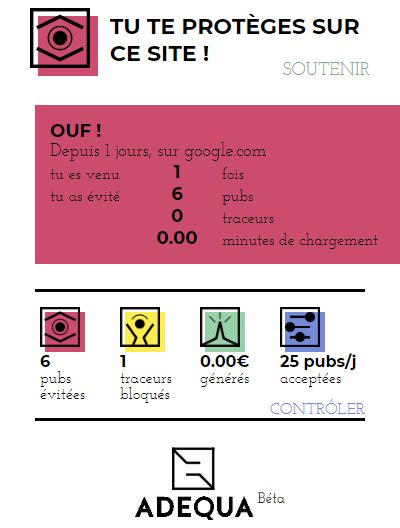 TU TE PROTÈGES SUR
CE SITE !
SOUTENIR
OUF !
Depuis 1 jours, sur google.com
tu es venu 1 fois
tu as évité 6 pubs
0 traceurs
0.00 minutes de chargement
6 1 0.00€ 25 pubs/j
pubs traceurs générés acceptées
évitées bloqués
CONTRÔLER
ADEQUA Béta